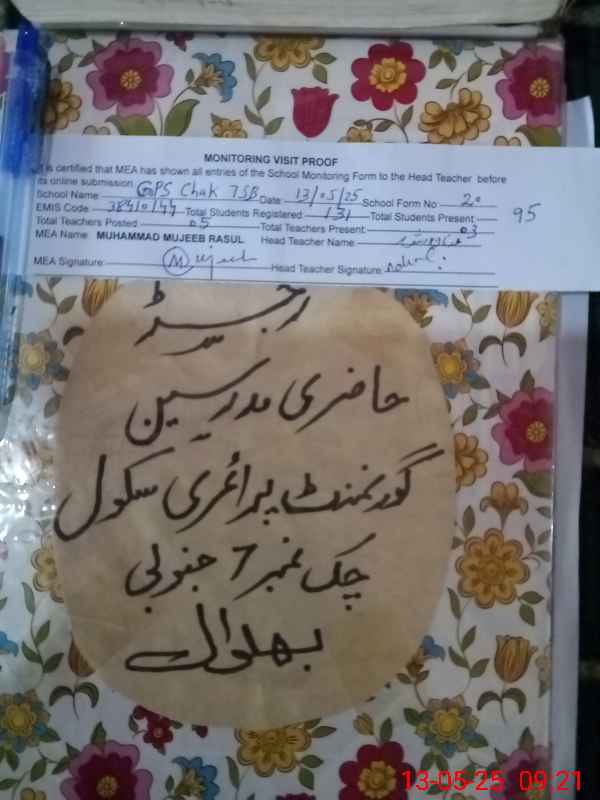 MONITORING VISIT PROOF
is certified that MEA has shown all entries of the School Monitoring Form to the Head Teacher before
its online submission
School Name: GPS Chak 7SB Date: 13/05/25 School Form No 20
EMIS Code: Total Students Registered 131 Total Students Present 95
Total Teachers Posted 05 Total Teachers Present 03
MEA Name: MUHAMMAD MUJEEB RASUL Head Teacher Name
MEA Signature: Mujeeb Head Teacher Signature
رجسٹر
حاضری مدرسین
گورنمنٹ پرائمری سکول
چک نمبر 7 جنوبی
بھلوال
13-05-25 09:21